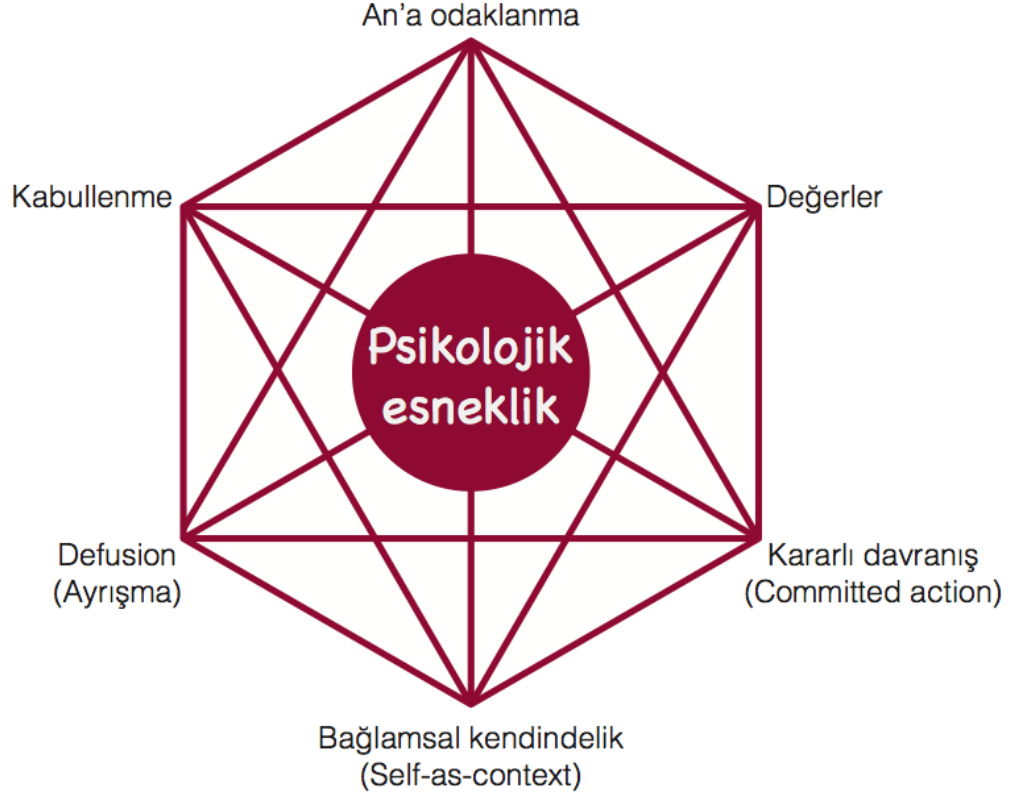 An'a odaklanma
Kabullenme
Değerler
Psikolojik
esneklik
Defusion
(Ayrışma)
Kararlı davranış
(Committed action)
Bağlamsal kendindelik
(Self-as-context)